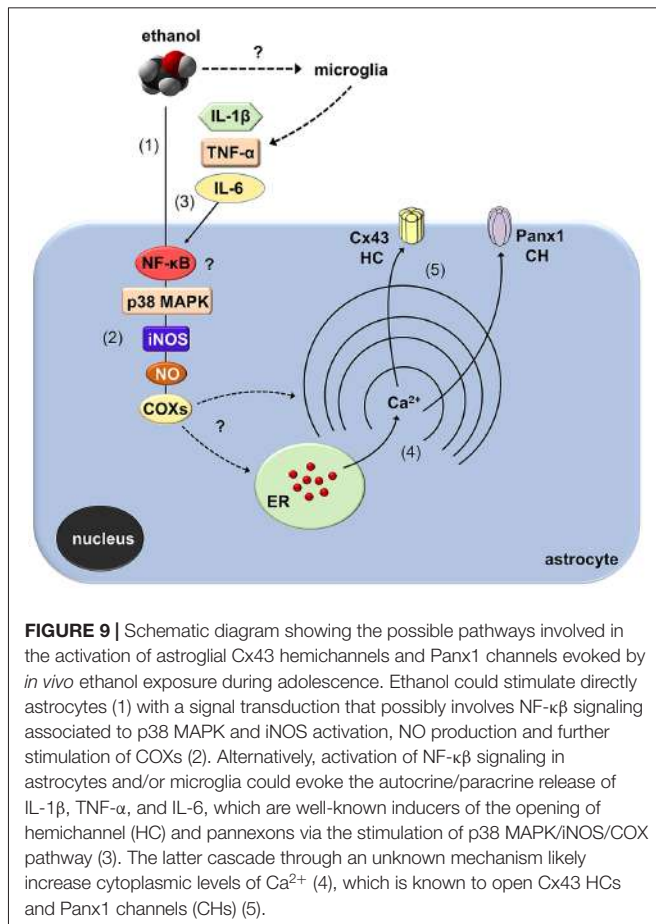 ethanol
?
microglia
IL-1β
(1)
TNF-α
(3)
IL-6
Cx43
HC
Panx1
CH
(5)
NF-κB ?
p38 MAPK
(2)
iNOS
NO
COXs
?
Ca²⁺
(4)
ER
nucleus
astrocyte
FIGURE 9 | Schematic diagram showing the possible pathways involved in
the activation of astroglial Cx43 hemichannels and Panx1 channels evoked by
in vivo ethanol exposure during adolescence. Ethanol could stimulate directly
astrocytes (1) with a signal transduction that possibly involves NF-κβ signaling
associated to p38 MAPK and iNOS activation, NO production and further
stimulation of COXs (2). Alternatively, activation of NF-κβ signaling in
astrocytes and/or microglia could evoke the autocrine/paracrine release of
IL-1β, TNF-α, and IL-6, which are well-known inducers of the opening of
hemichannel (HC) and pannexons via the stimulation of p38 MAPK/iNOS/COX
pathway (3). The latter cascade through an unknown mechanism likely
increase cytoplasmic levels of Ca²⁺ (4), which is known to open Cx43 HCs
and Panx1 channels (CHs) (5).